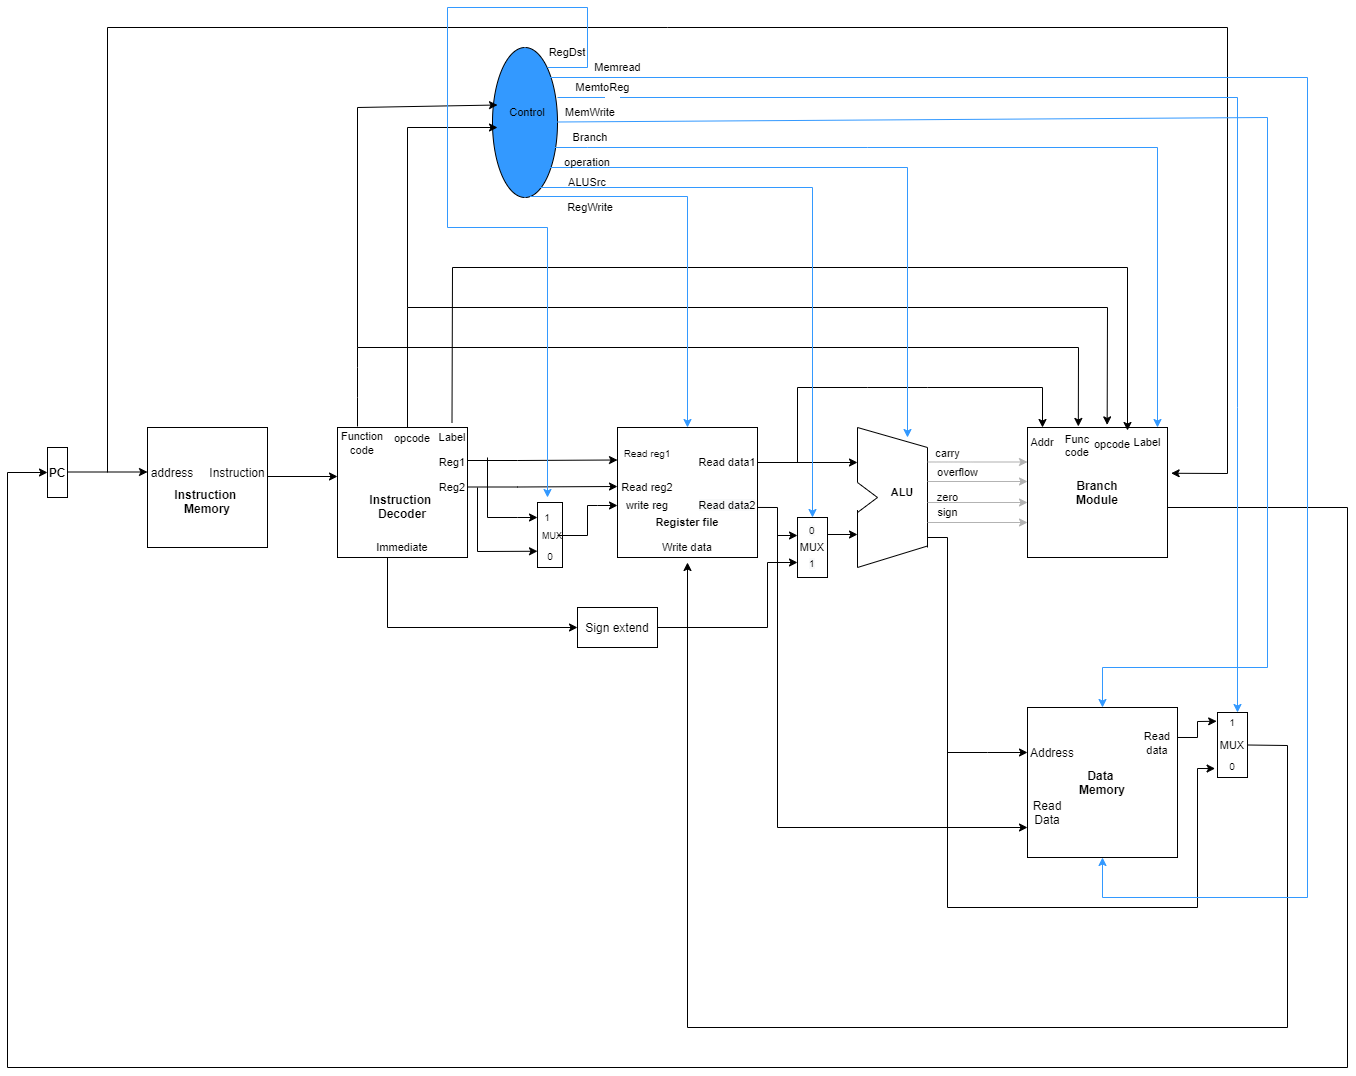 RegDst
Memread
MemtoReg
Control
MemWrite
Branch
operation
ALUSrc
RegWrite
PC
address
Instruction
Instruction
Memory
Function
code
opcode
Label
Reg1
Reg2
Instruction
Decoder
Immediate
1
MUX
0
Read reg1
Read data1
Read reg2
write reg
Read data2
Register file
Write data
Sign extend
0
MUX
1
ALU
carry
overflow
zero
sign
Addr
Func
code
opcode
Label
Branch
Module
Address
Read
data
Data
Memory
Read
Data
1
MUX
0